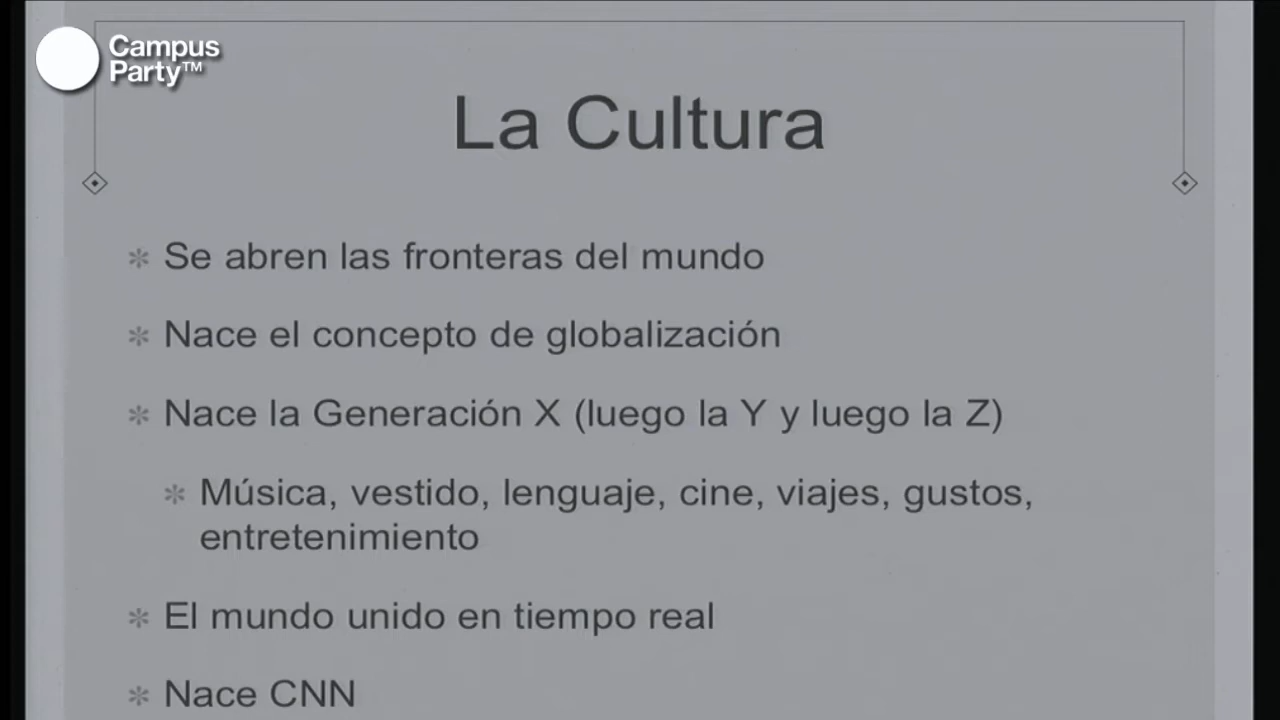 Campus
Party™
La Cultura
Se abren las fronteras del mundo
Nace el concepto de globalización
Nace la Generación X (luego la Y y luego la Z)
Música, vestido, lenguaje, cine, viajes, gustos,
entretenimiento
El mundo unido en tiempo real
Nace CNN